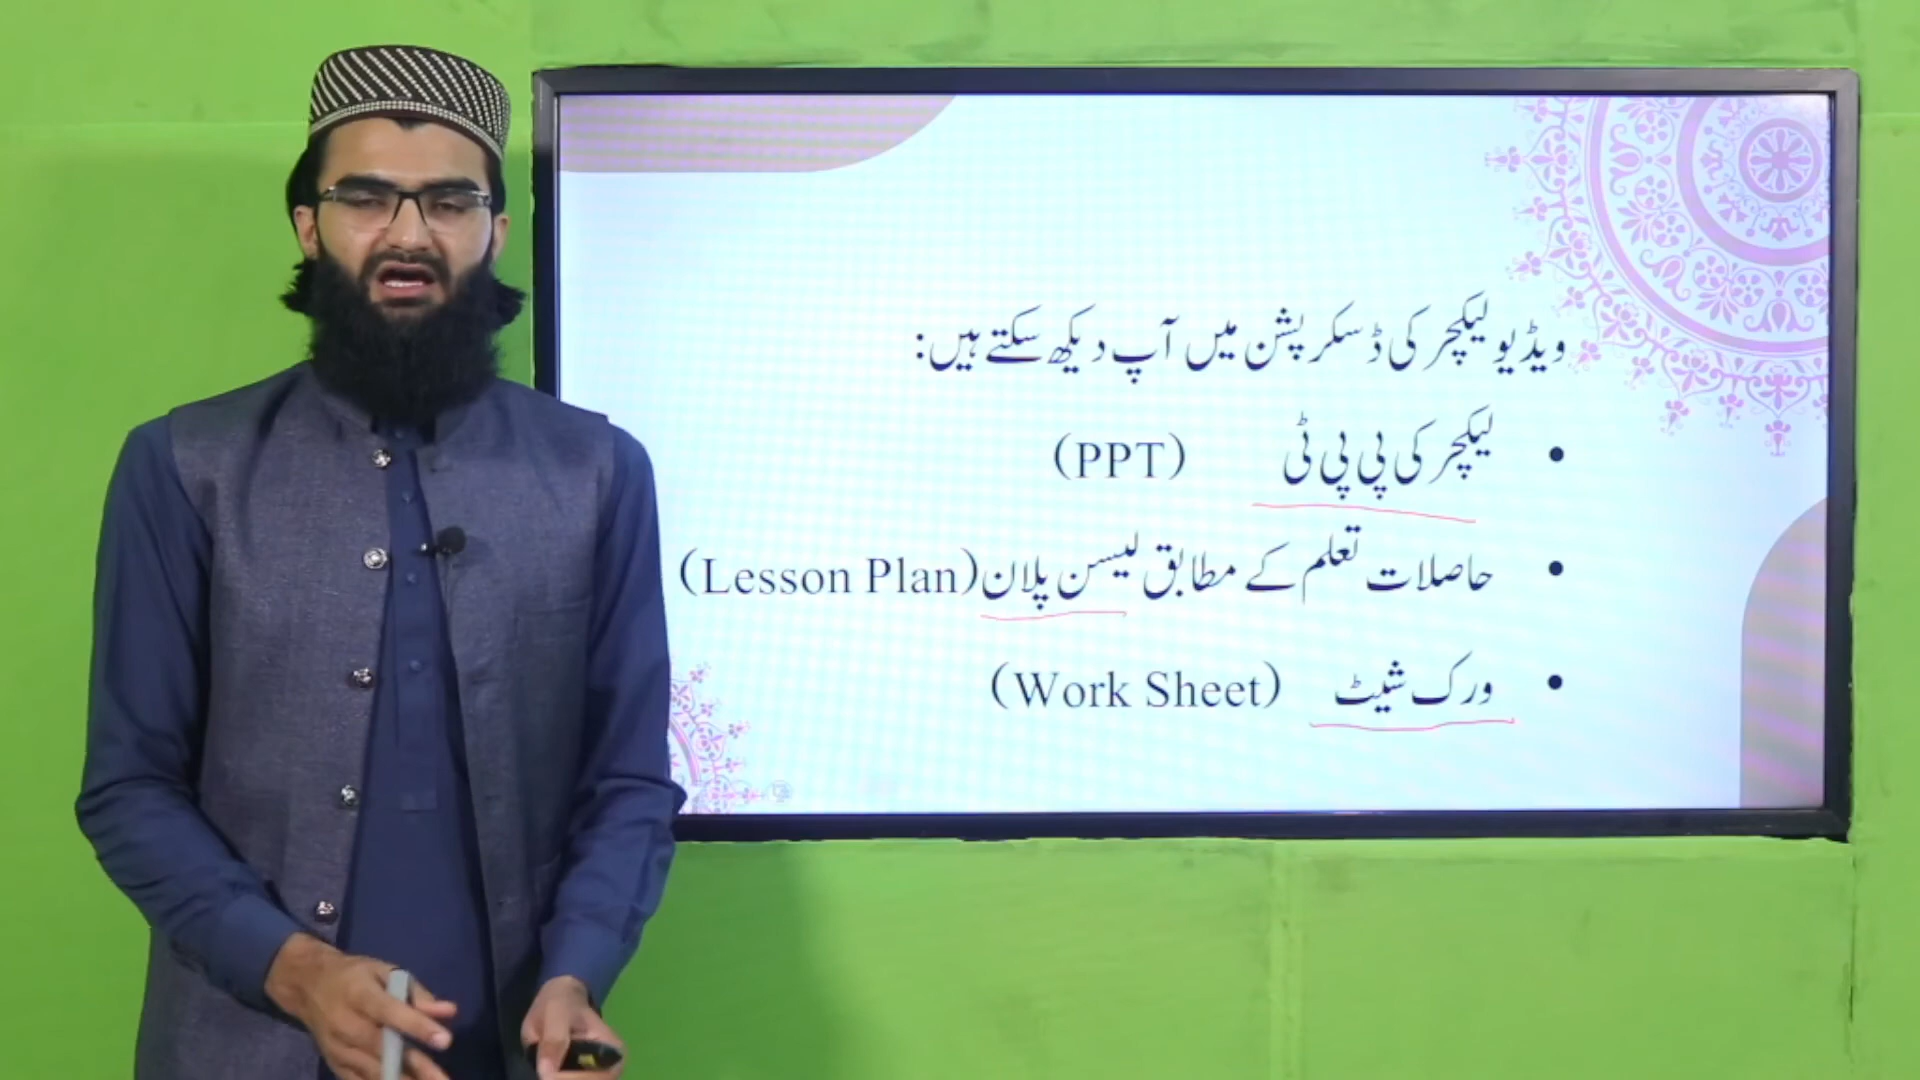 ویڈیو لیکچر کی ڈسکرپشن میں آپ دیکھ سکتے ہیں:
• لیکچر کی پی پی ٹی (PPT)
• حاصلات تعلم کے مطابق لیسن پلان (Lesson Plan)
• ورک شیٹ (Work Sheet)